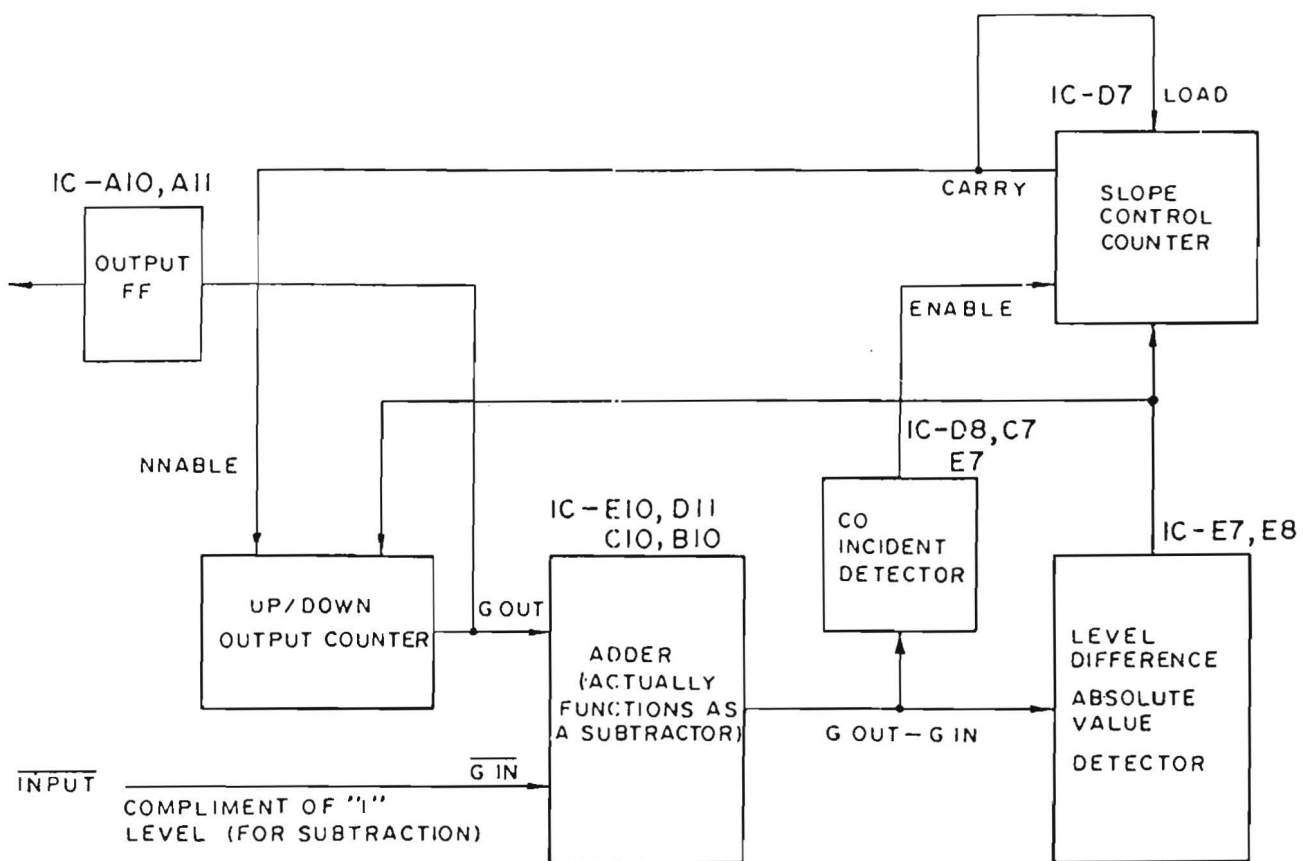 IC-D7 LOAD
IC-A10, A11
CARRY
SLOPE
CONTROL
COUNTER
OUTPUT
FF
ENABLE
IC-D8, C7
E7
NNABLE
IC-E10, D11
C10, B10
CO
INCIDENT
DETECTOR
IC-E7, E8
UP/DOWN
OUTPUT COUNTER
G OUT
ADDER
(ACTUALLY
FUNCTIONS AS
A SUBTRACTOR)
LEVEL
DIFFERENCE
ABSOLUTE
VALUE
DETECTOR
G OUT-G IN
INPUT
G IN
COMPLIMENT OF "1"
LEVEL (FOR SUBTRACTION)